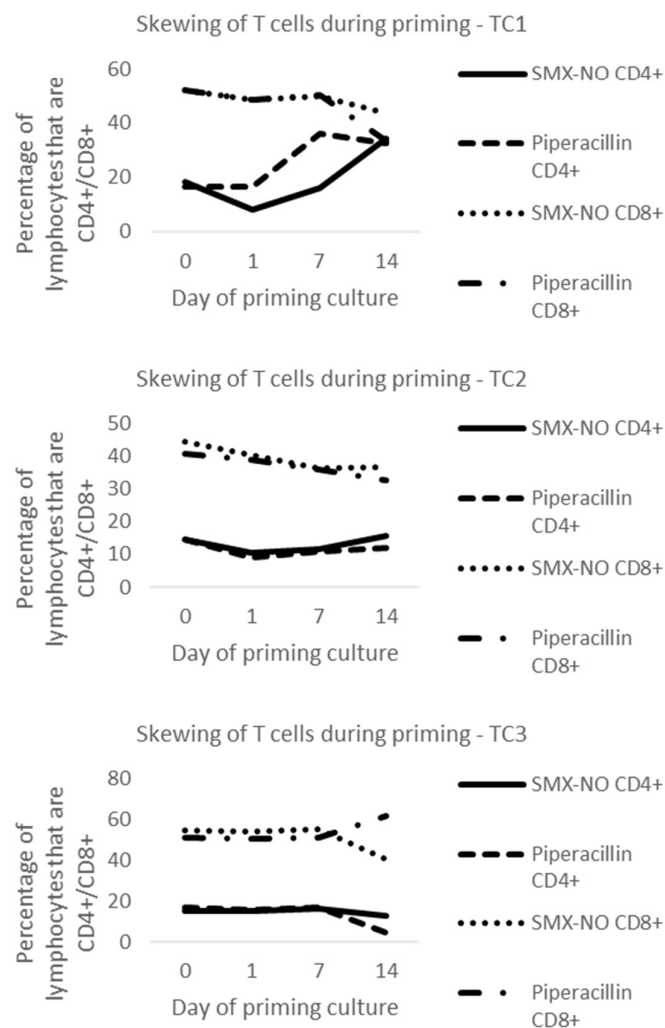 Skewing of T cells during priming - TC1
Percentage of
lymphocytes that are
CD4+/CD8+
60
40
20
0
0 1 7 14
Day of priming culture
SMX-NO CD4+
Piperacillin
CD4+
SMX-NO CD8+
Piperacillin
CD8+
Skewing of T cells during priming - TC2
Percentage of
lymphocytes that are
CD4+/CD8+
50
40
30
20
10
0
0 1 7 14
Day of priming culture
SMX-NO CD4+
Piperacillin
CD4+
SMX-NO CD8+
Piperacillin
CD8+
Skewing of T cells during priming - TC3
Percentage of
lymphocytes that are
CD4+/CD8+
80
60
40
20
0
0 1 7 14
Day of priming culture
SMX-NO CD4+
Piperacillin
CD4+
SMX-NO CD8+
Piperacillin
CD8+